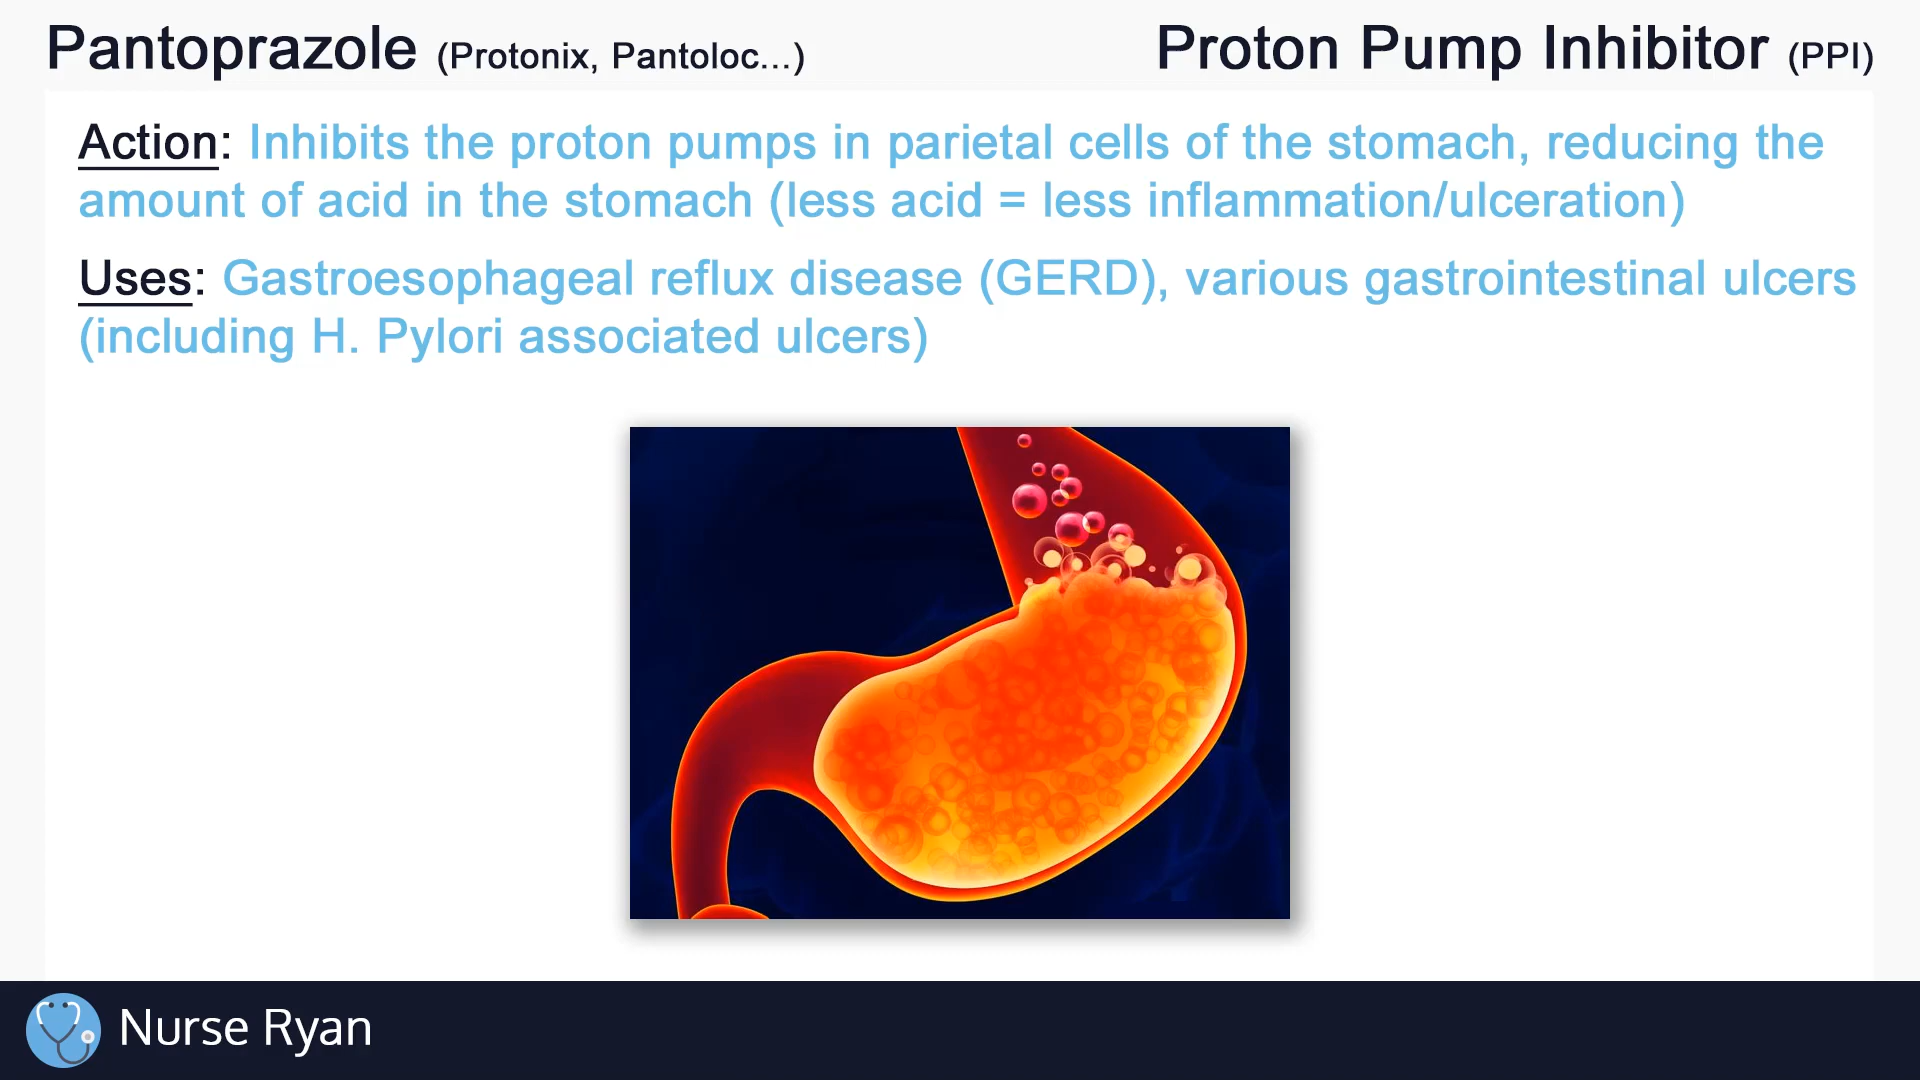 Pantoprazole (Protonix, Pantoloc...)
Proton Pump Inhibitor (PPI)
Action: Inhibits the proton pumps in parietal cells of the stomach, reducing the
amount of acid in the stomach (less acid = less inflammation/ulceration)
Uses: Gastroesophageal reflux disease (GERD), various gastrointestinal ulcers
(including H. Pylori associated ulcers)
Nurse Ryan